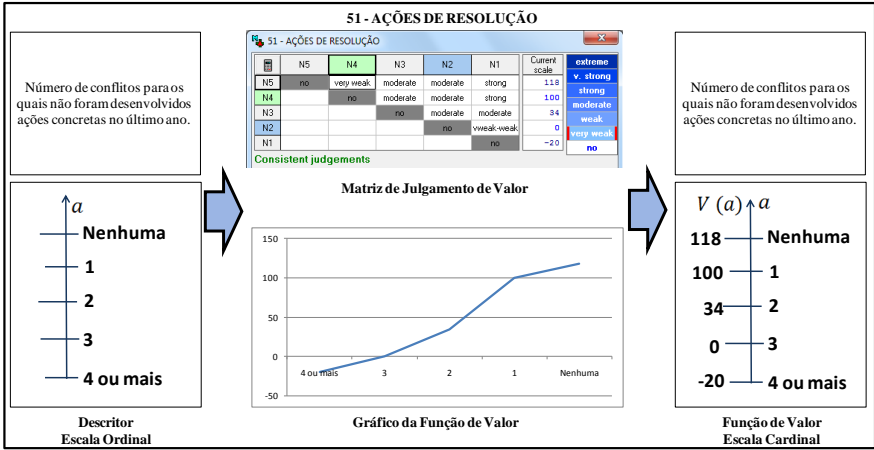 51 - AÇÕES DE RESOLUÇÃO
Número de conflitos para os
quais não foram desenvolvidos
ações concretas no último ano.
51 - AÇÕES DE RESOLUÇÃO
N5 N4 N3 N2 N1 Current scale
N5 no very weak moderate moderate strong 118
N4 no moderate moderate strong 100
N3 no moderate moderate 34
N2 no vweak-weak 0
N1 no -20
Consistent judgements
extreme
v. strong
strong
moderate
weak
very weak
no
Matriz de Julgamento de Valor
Número de conflitos para os
quais não foram desenvolvidos
ações concretas no último ano.
a
Nenhuma
1
2
3
4 ou mais
Descritor
Escala Ordinal
150
100
50
0
-50
4 ou mais 3 2 1 Nenhuma
Gráfico da Função de Valor
V (a) a
118 Nenhuma
100 1
34 2
0 3
-20 4 ou mais
Função de Valor
Escala Cardinal